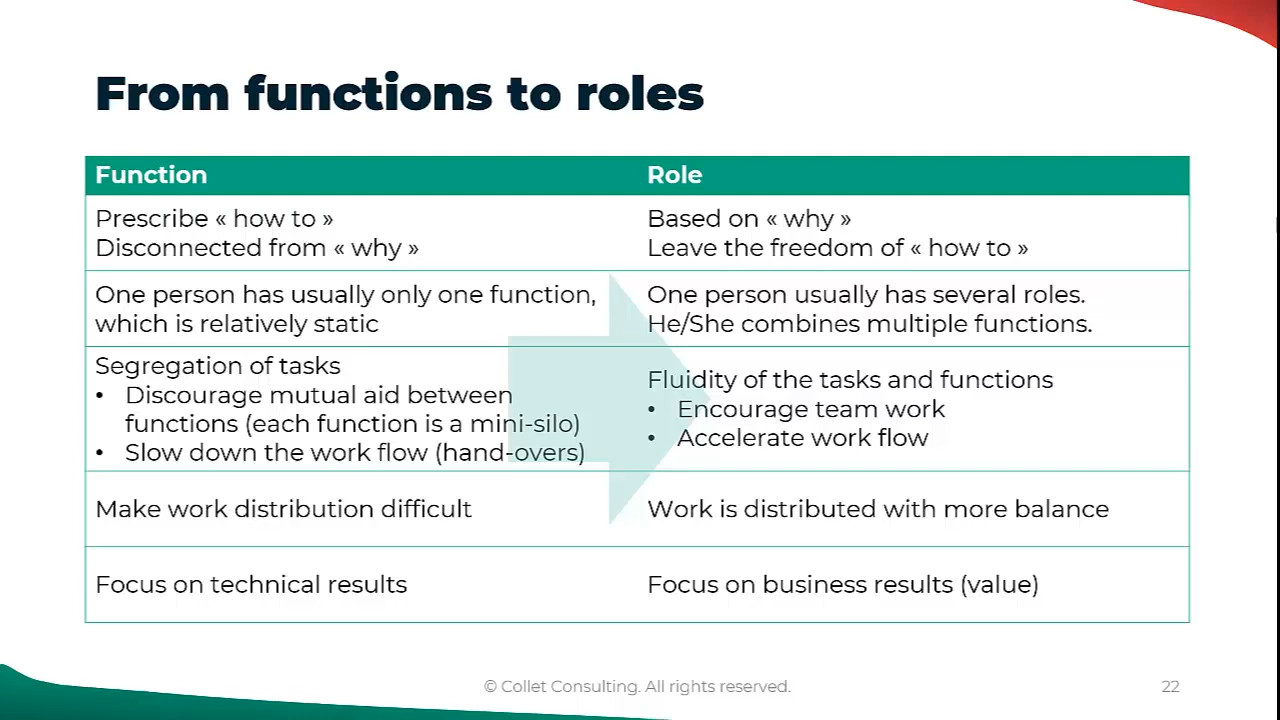 From functions to roles
Function
Role
Prescribe « how to »
Disconnected from « why »
Based on « why »
Leave the freedom of « how to »
One person has usually only one function,
which is relatively static
One person usually has several roles.
He/She combines multiple functions.
Segregation of tasks
• Discourage mutual aid between
functions (each function is a mini-silo)
• Slow down the work flow (hand-overs)
Fluidity of the tasks and functions
• Encourage team work
• Accelerate work flow
Make work distribution difficult
Work is distributed with more balance
Focus on technical results
Focus on business results (value)
© Collet Consulting. All rights reserved.
22